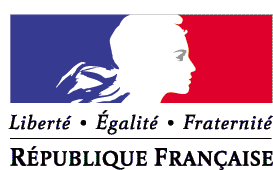 Liberté • Égalité • Fraternité
RÉPUBLIQUE FRANÇAISE